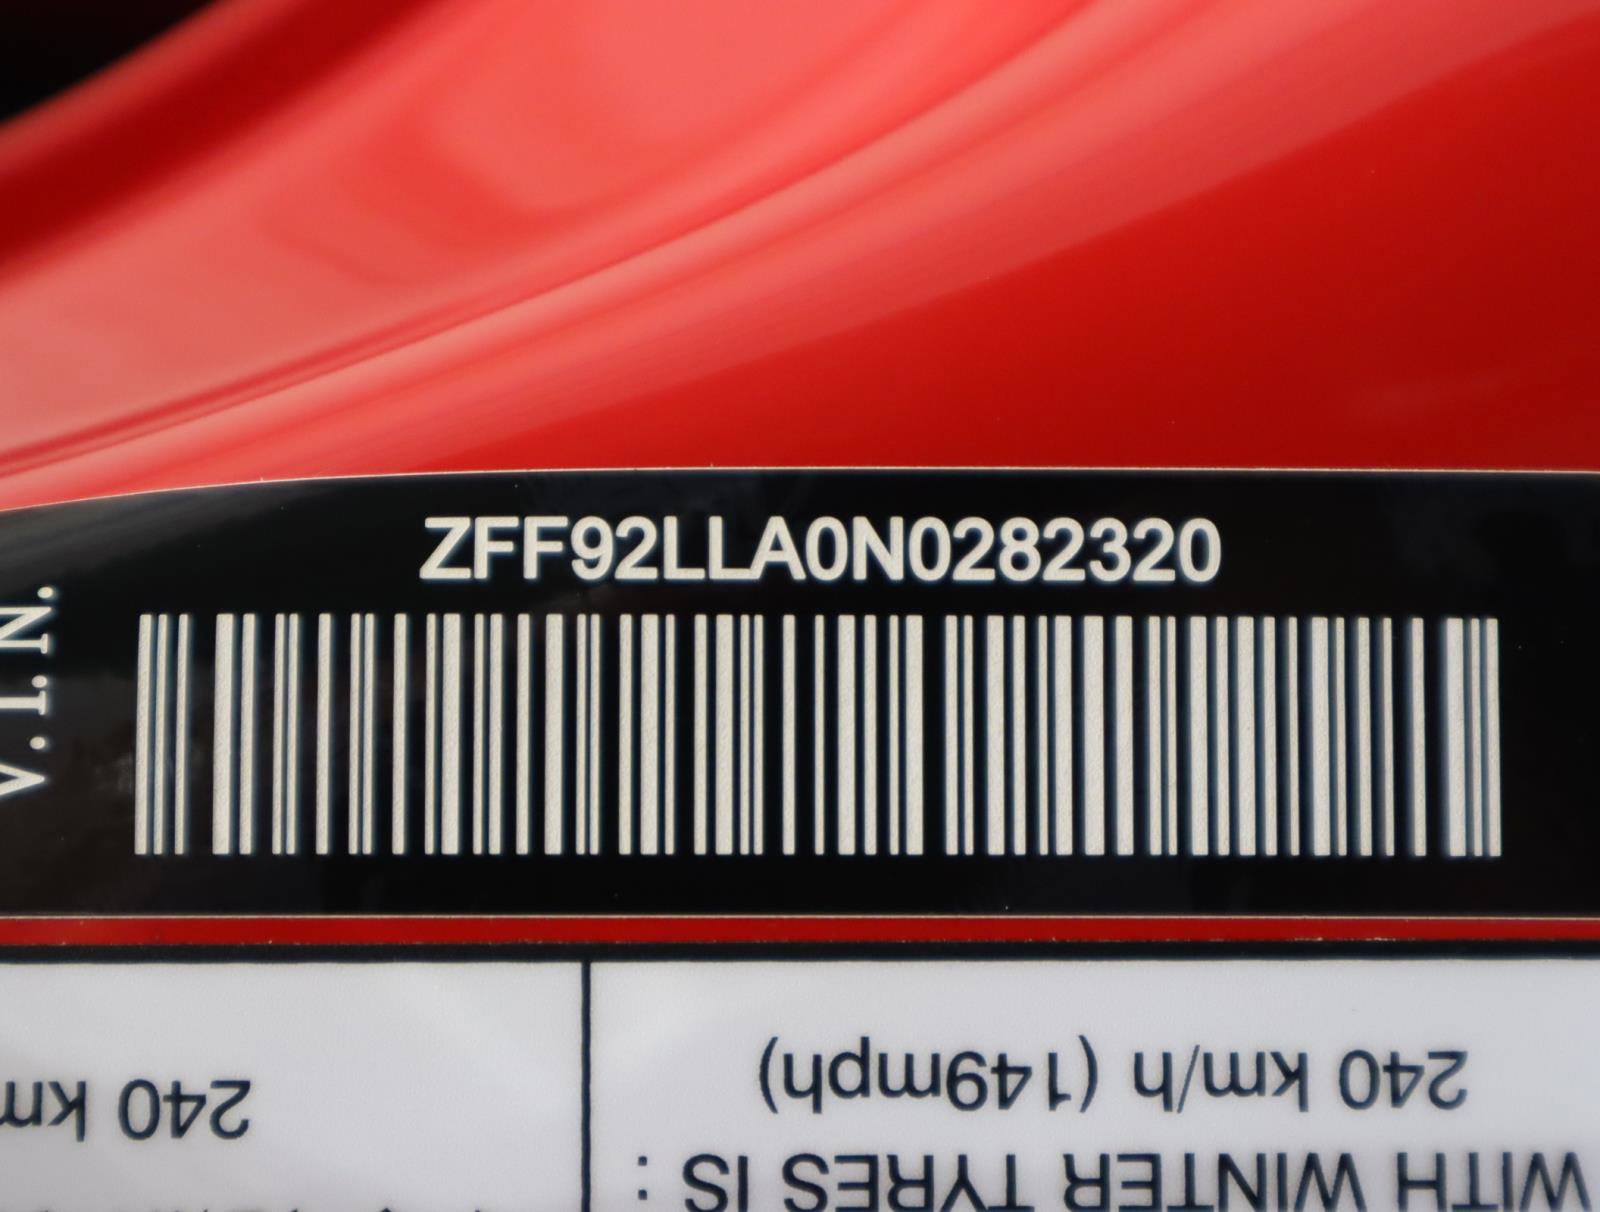 ZFF92LLA0N0282320
V.I.N.
WITH WINTER TYRES IS :
240 km/h (149mph)
240 km